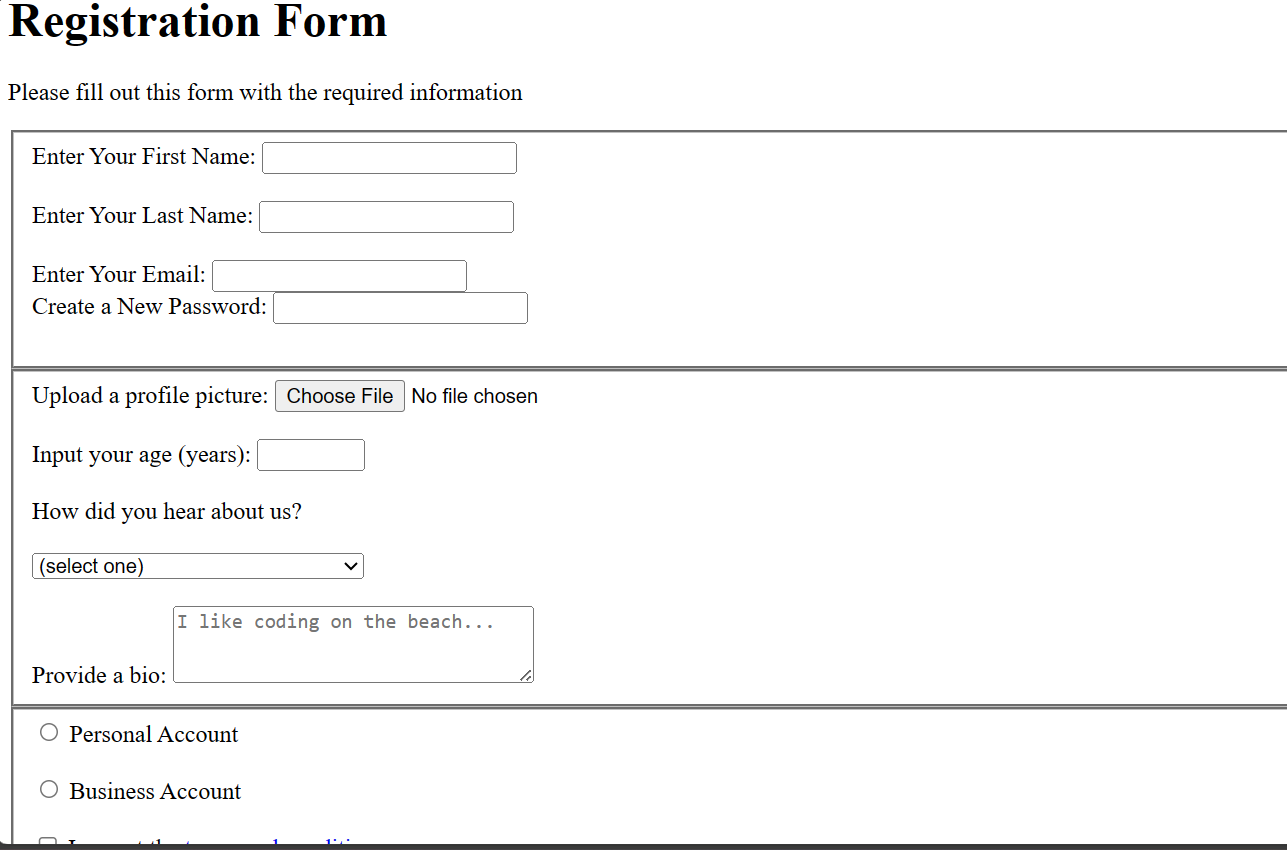 Registration Form
Please fill out this form with the required information
Enter Your First Name:
Enter Your Last Name:
Enter Your Email:
Create a New Password:
Upload a profile picture: Choose File No file chosen
Input your age (years):
How did you hear about us?
(select one)
I like coding on the beach...
Provide a bio:
Personal Account
Business Account